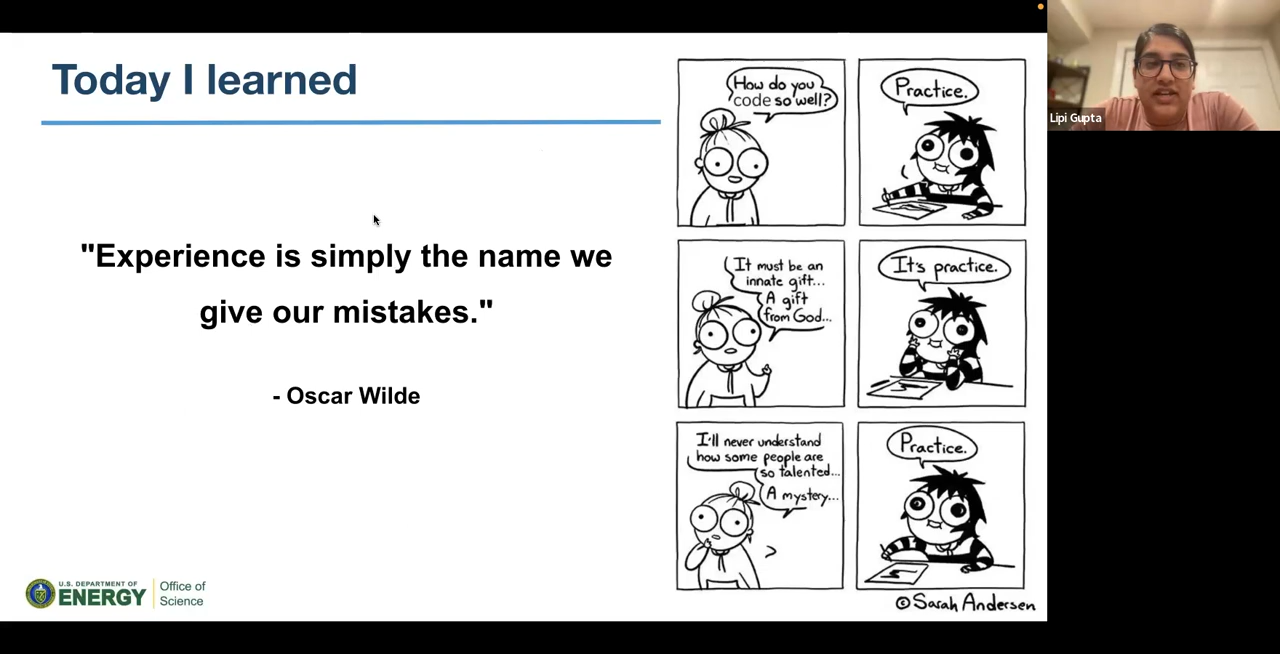 Today I learned
"Experience is simply the name we
give our mistakes."
- Oscar Wilde
How do you
code so well?
Practice.
It must be an
innate gift...
A gift
from God...
It's practice.
I'll never understand
how some people are
so talented...
A mystery...
Practice.
©Sarah Andersen
U.S. DEPARTMENT OF
ENERGY
Office of
Science
Lipi Gupta